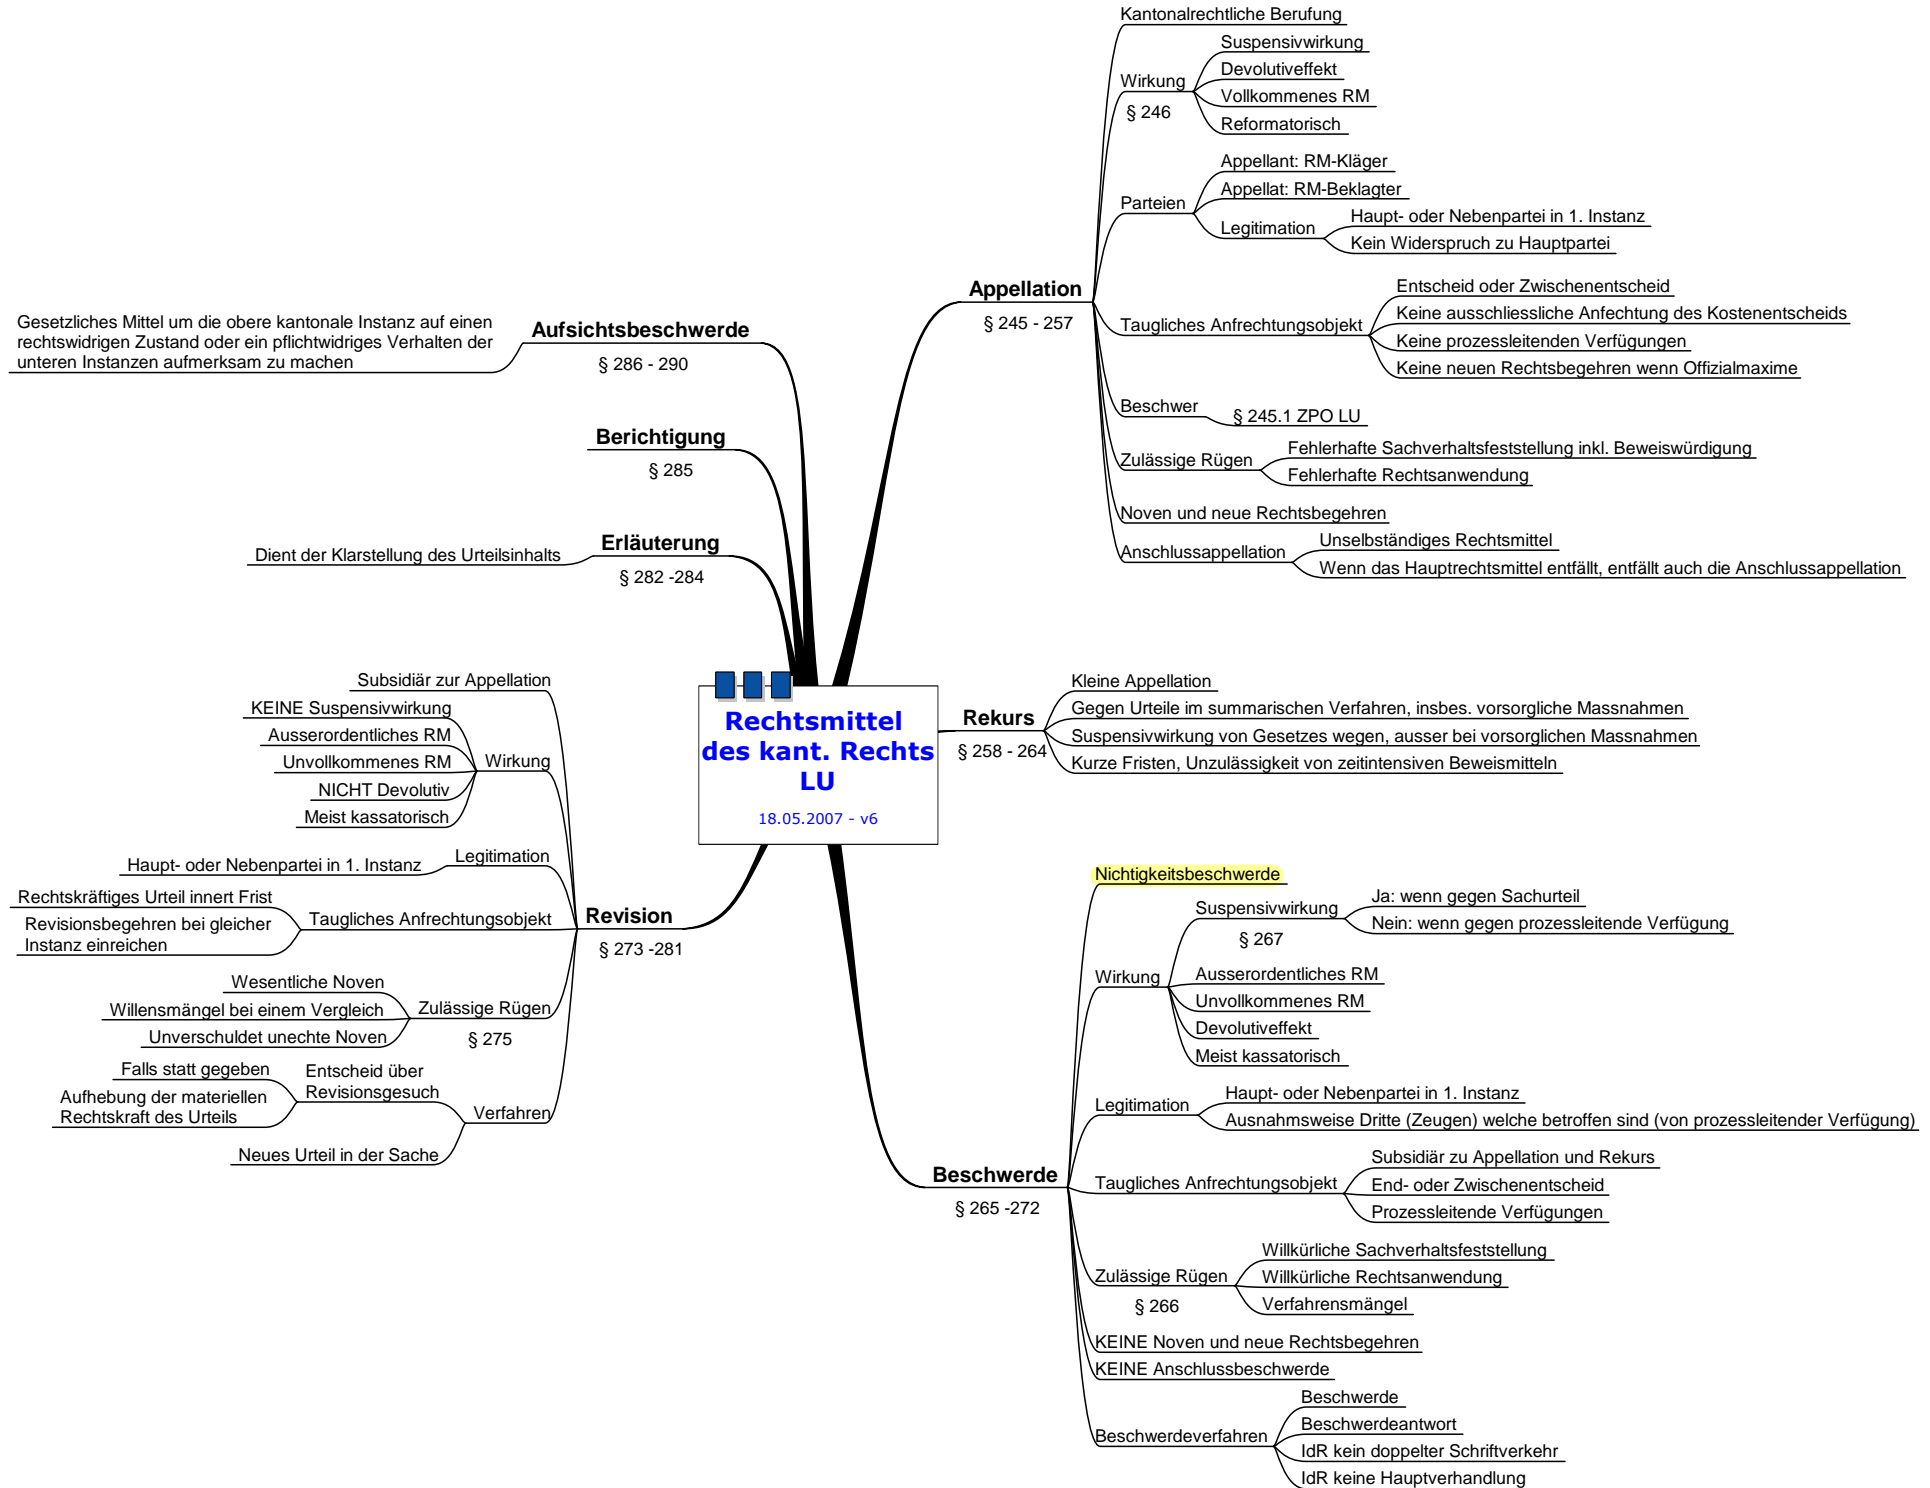 Rechtsmittel
des kant. Rechts
LU
18.05.2007 - v6
Appellation
§ 245 - 257
Kantonalrechtliche Berufung
Wirkung
§ 246
Suspensivwirkung
Devolutiveffekt
Vollkommenes RM
Reformatorisch
Parteien
Appellant: RM-Kläger
Appellat: RM-Beklagter
Legitimation
Haupt- oder Nebenpartei in 1. Instanz
Kein Widerspruch zu Hauptpartei
Taugliches Anfrechtungsobjekt
Entscheid oder Zwischenentscheid
Keine ausschliessliche Anfechtung des Kostenentscheids
Keine prozessleitenden Verfügungen
Keine neuen Rechtsbegehren wenn Offizialmaxime
Beschwer
§ 245.1 ZPO LU
Zulässige Rügen
Fehlerhafte Sachverhaltsfeststellung inkl. Beweiswürdigung
Fehlerhafte Rechtsanwendung
Noven und neue Rechtsbegehren
Anschlussappellation
Unselbständiges Rechtsmittel
Wenn das Hauptrechtsmittel entfällt, entfällt auch die Anschlussappellation
Rekurs
§ 258 - 264
Kleine Appellation
Gegen Urteile im summarischen Verfahren, insbes. vorsorgliche Massnahmen
Suspensivwirkung von Gesetzes wegen, ausser bei vorsorglichen Massnahmen
Kurze Fristen, Unzulässigkeit von zeitintensiven Beweismitteln
Beschwerde
§ 265 -272
Nichtigkeitsbeschwerde
Wirkung
Suspensivwirkung
§ 267
Ja: wenn gegen Sachurteil
Nein: wenn gegen prozessleitende Verfügung
Ausserordentliches RM
Unvollkommenes RM
Devolutiveffekt
Meist kassatorisch
Legitimation
Haupt- oder Nebenpartei in 1. Instanz
Ausnahmsweise Dritte (Zeugen) welche betroffen sind (von prozessleitender Verfügung)
Taugliches Anfrechtungsobjekt
Subsidiär zu Appellation und Rekurs
End- oder Zwischenentscheid
Prozessleitende Verfügungen
Zulässige Rügen
§ 266
Willkürliche Sachverhaltsfeststellung
Willkürliche Rechtsanwendung
Verfahrensmängel
KEINE Noven und neue Rechtsbegehren
KEINE Anschlussbeschwerde
Beschwerdeverfahren
Beschwerde
Beschwerdeantwort
IdR kein doppelter Schriftverkehr
IdR keine Hauptverhandlung
Revision
§ 273 -281
Subsidiär zur Appellation
Wirkung
KEINE Suspensivwirkung
Ausserordentliches RM
Unvollkommenes RM
NICHT Devolutiv
Meist kassatorisch
Legitimation
Haupt- oder Nebenpartei in 1. Instanz
Taugliches Anfrechtungsobjekt
Rechtskräftiges Urteil innert Frist
Revisionsbegehren bei gleicher
Instanz einreichen
Zulässige Rügen
§ 275
Wesentliche Noven
Willensmängel bei einem Vergleich
Unverschuldet unechte Noven
Verfahren
Entscheid über
Revisionsgesuch
Falls statt gegeben
Aufhebung der materiellen
Rechtskraft des Urteils
Neues Urteil in der Sache
Erläuterung
§ 282 -284
Dient der Klarstellung des Urteilsinhalts
Berichtigung
§ 285
Aufsichtsbeschwerde
§ 286 - 290
Gesetzliches Mittel um die obere kantonale Instanz auf einen
rechtswidrigen Zustand oder ein pflichtwidriges Verhalten der
unteren Instanzen aufmerksam zu machen